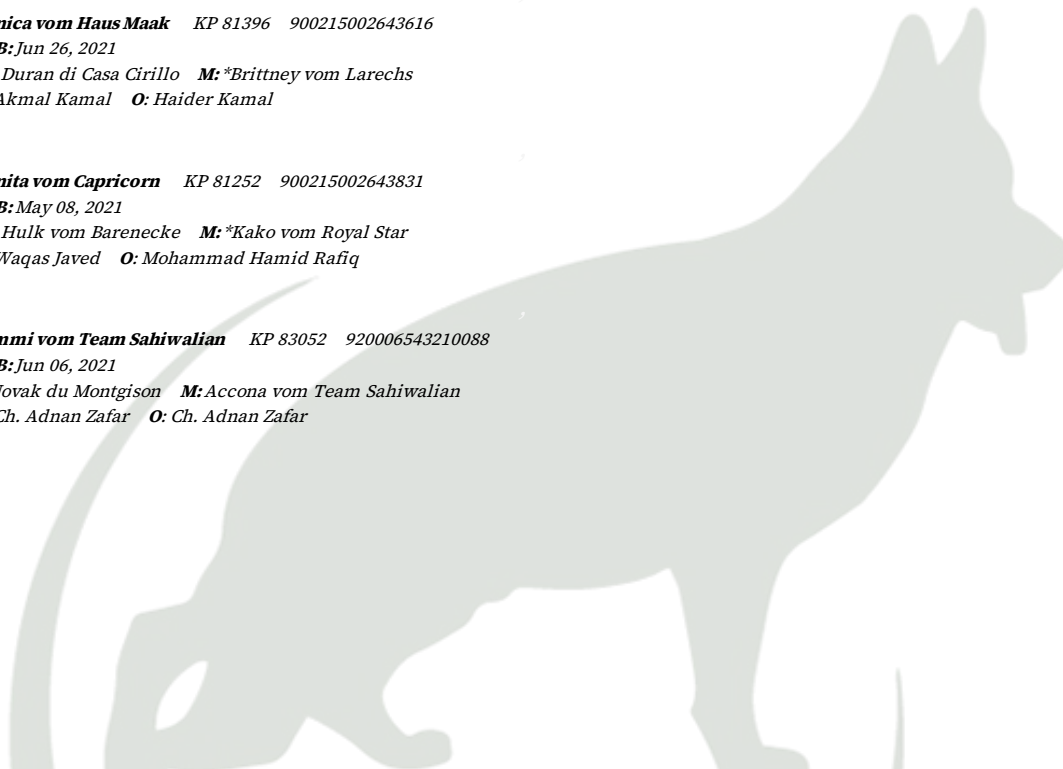 nica vom Haus Maak KP 81396 900215002643616
B: Jun 26, 2021
Duran di Casa Cirillo M: *Brittney vom Larechs
Akmal Kamal O: Haider Kamal
nita vom Capricorn KP 81252 900215002643831
B: May 08, 2021
Hulk vom Barenecke M: *Kako vom Royal Star
Waqas Javed O: Mohammad Hamid Rafiq
mmi vom Team Sahiwalian KP 83052 920006543210088
B: Jun 06, 2021
Jovak du Montgison M: Accona vom Team Sahiwalian
Ch. Adnan Zafar O: Ch. Adnan Zafar